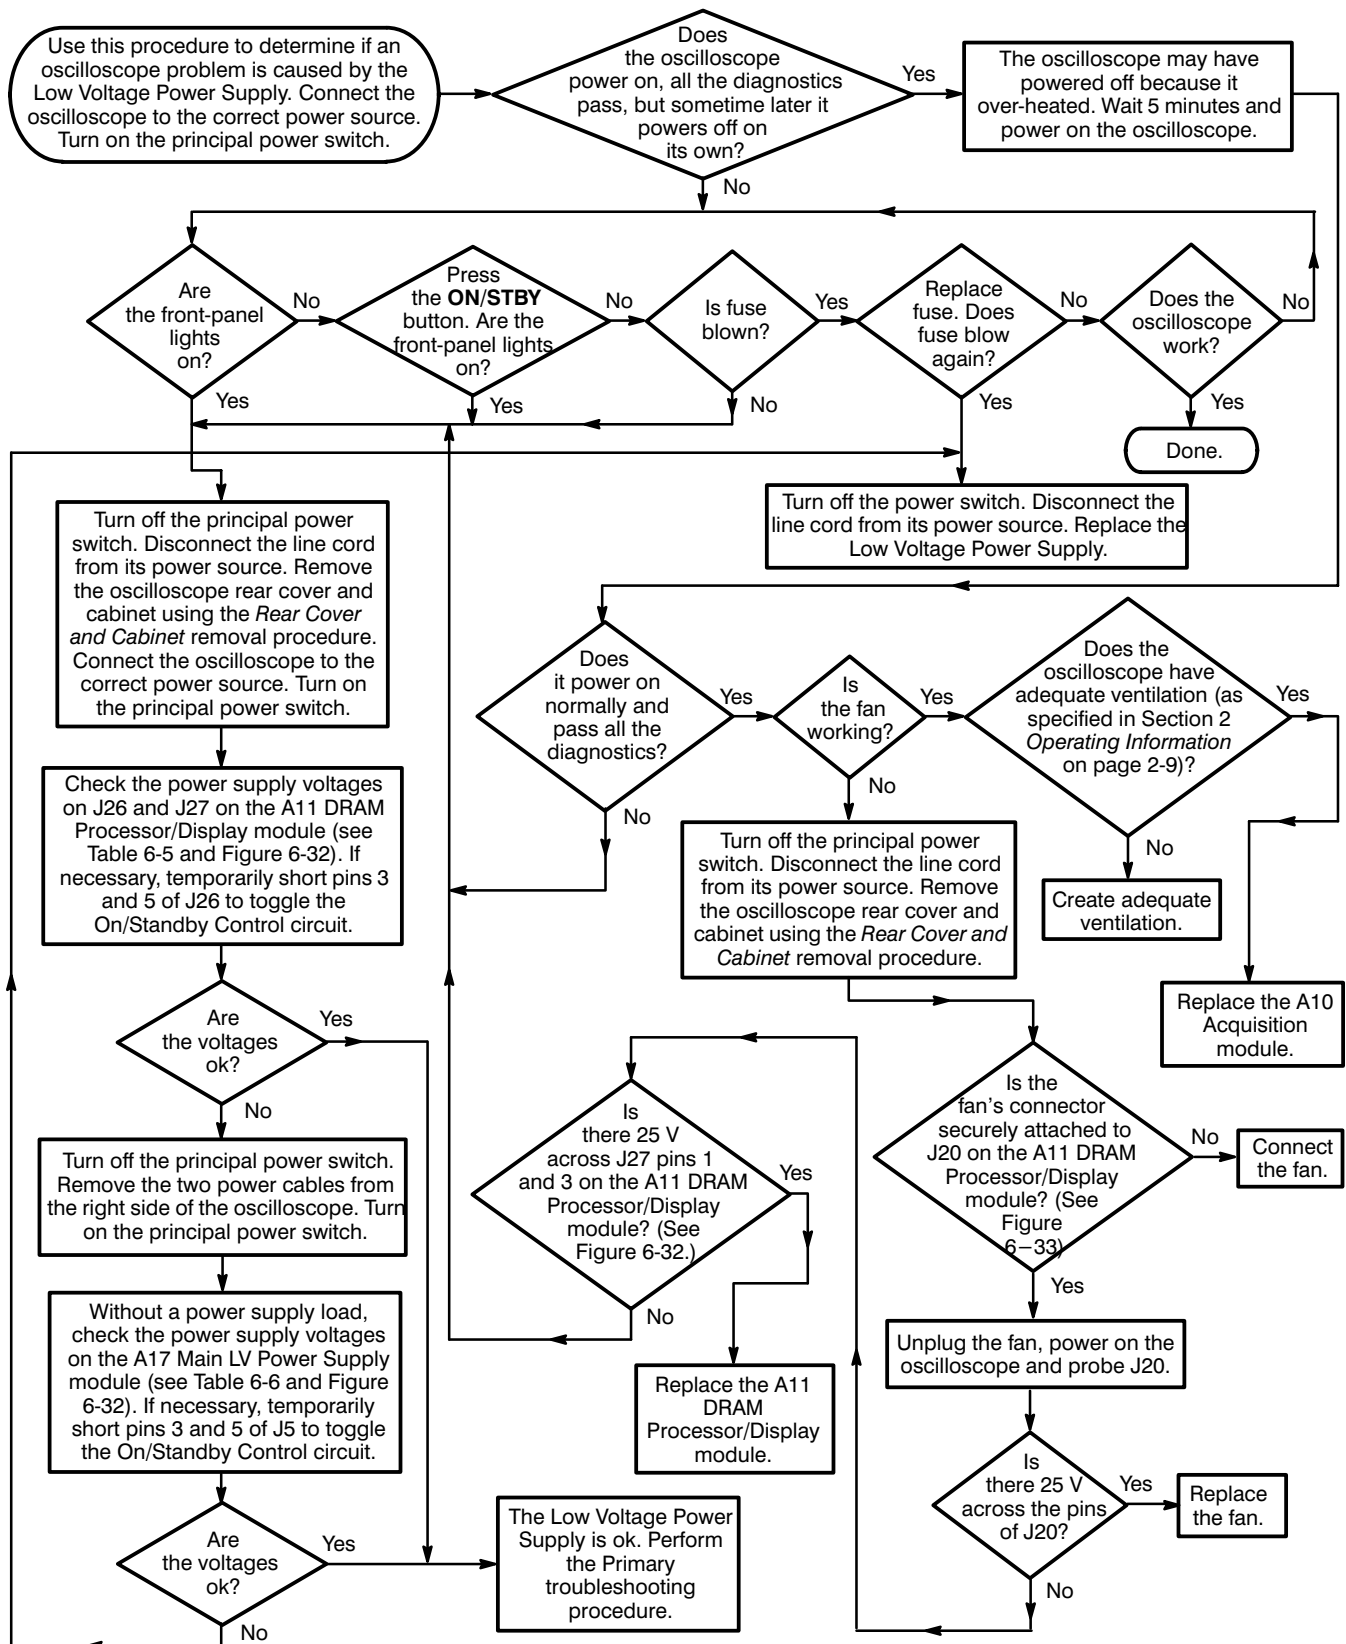 Use this procedure to determine if an
oscilloscope problem is caused by the
Low Voltage Power Supply. Connect the
oscilloscope to the correct power source.
Turn on the principal power switch.
Does
the oscilloscope
power on, all the diagnostics
pass, but sometime later it
powers off on
its own?
Yes
The oscilloscope may have
powered off because it
over-heated. Wait 5 minutes and
power on the oscilloscope.
No
Are
the front-panel
lights
on?
No
Press
the ON/STBY
button. Are the
front-panel lights
on?
No
Is fuse
blown?
Yes
Replace
fuse. Does
fuse blow
again?
No
Does the
oscilloscope
work?
No
Yes
Yes
No
Yes
Yes
Done.
Turn off the power switch. Disconnect the
line cord from its power source. Replace the
Low Voltage Power Supply.
Turn off the principal power
switch. Disconnect the line cord
from its power source. Remove
the oscilloscope rear cover and
cabinet using the Rear Cover
and Cabinet removal procedure.
Connect the oscilloscope to the
correct power source. Turn on
the principal power switch.
Does
it power on
normally and
pass all the
diagnostics?
Yes
Is
the fan
working?
Yes
Does the
oscilloscope have
adequate ventilation (as
specified in Section 2
Operating Information
on page 2-9)?
Yes
No
No
No
Check the power supply voltages
on J26 and J27 on the A11 DRAM
Processor/Display module (see
Table 6-5 and Figure 6-32). If
necessary, temporarily short pins 3
and 5 of J26 to toggle the
On/Standby Control circuit.
Turn off the principal power
switch. Disconnect the line cord
from its power source. Remove
the oscilloscope rear cover and
cabinet using the Rear Cover and
Cabinet removal procedure.
Create adequate
ventilation.
Replace the A10
Acquisition
module.
Are
the voltages
ok?
Yes
No
Is
there 25 V
across J27 pins 1
and 3 on the A11 DRAM
Processor/Display
module? (See
Figure 6-32.)
Yes
No
Is the
fan's connector
securely attached to
J20 on the A11 DRAM
Processor/Display
module? (See
Figure
6–33)
No
Connect
the fan.
Yes
Turn off the principal power switch.
Remove the two power cables from
the right side of the oscilloscope. Turn
on the principal power switch.
Without a power supply load,
check the power supply voltages
on the A17 Main LV Power Supply
module (see Table 6-6 and Figure
6-32). If necessary, temporarily
short pins 3 and 5 of J5 to toggle
the On/Standby Control circuit.
Replace the A11
DRAM
Processor/Display
module.
Unplug the fan, power on the
oscilloscope and probe J20.
Is
there 25 V
across the pins
of J20?
Yes
Replace
the fan.
No
Are
the voltages
ok?
Yes
The Low Voltage Power
Supply is ok. Perform
the Primary
troubleshooting
procedure.
No